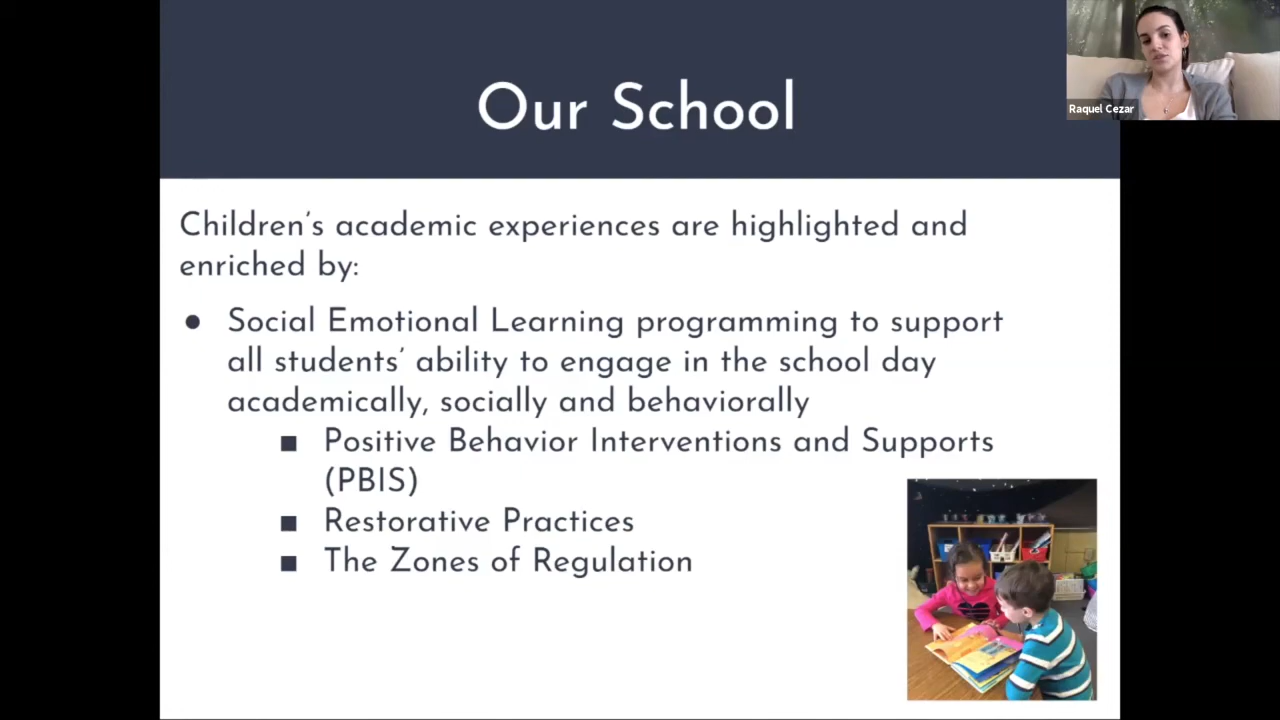 Our School
Raquel Cezar
Children's academic experiences are highlighted and
enriched by:
● Social Emotional Learning programming to support
all students' ability to engage in the school day
academically, socially and behaviorally
■ Positive Behavior Interventions and Supports
(PBIS)
■ Restorative Practices
■ The Zones of Regulation